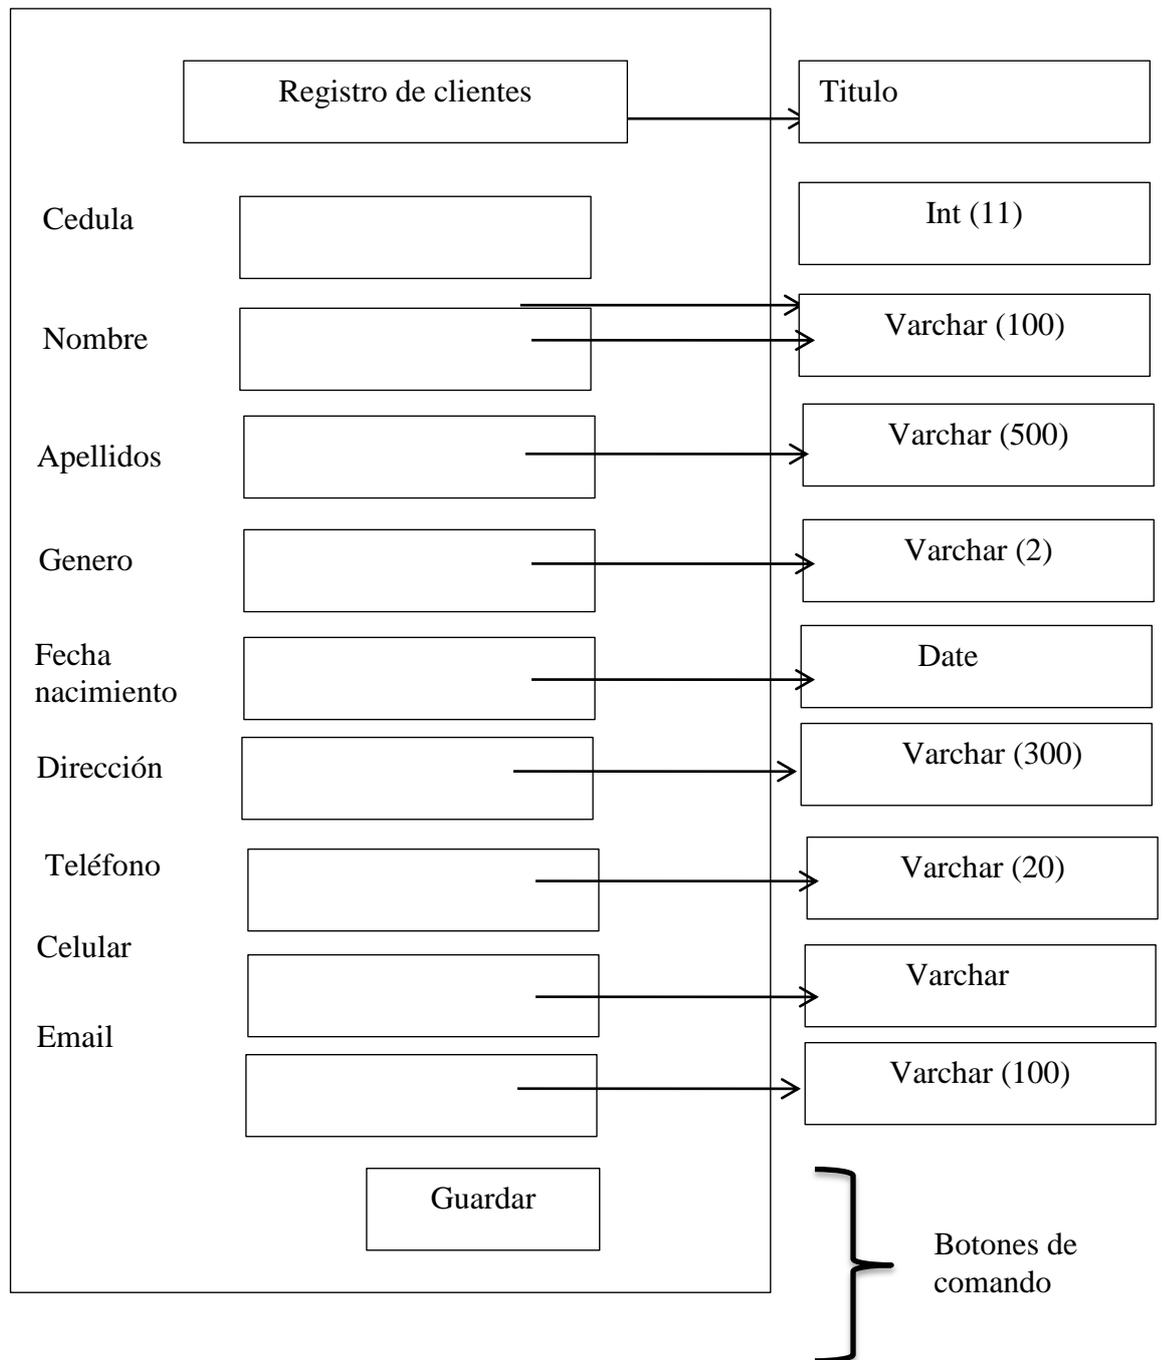 Registro de clientes
Titulo
Cedula
Int (11)
Nombre
Varchar (100)
Apellidos
Varchar (500)
Genero
Varchar (2)
Fecha
nacimiento
Date
Dirección
Varchar (300)
Teléfono
Varchar (20)
Celular
Varchar
Email
Varchar (100)
Guardar
Botones de
comando